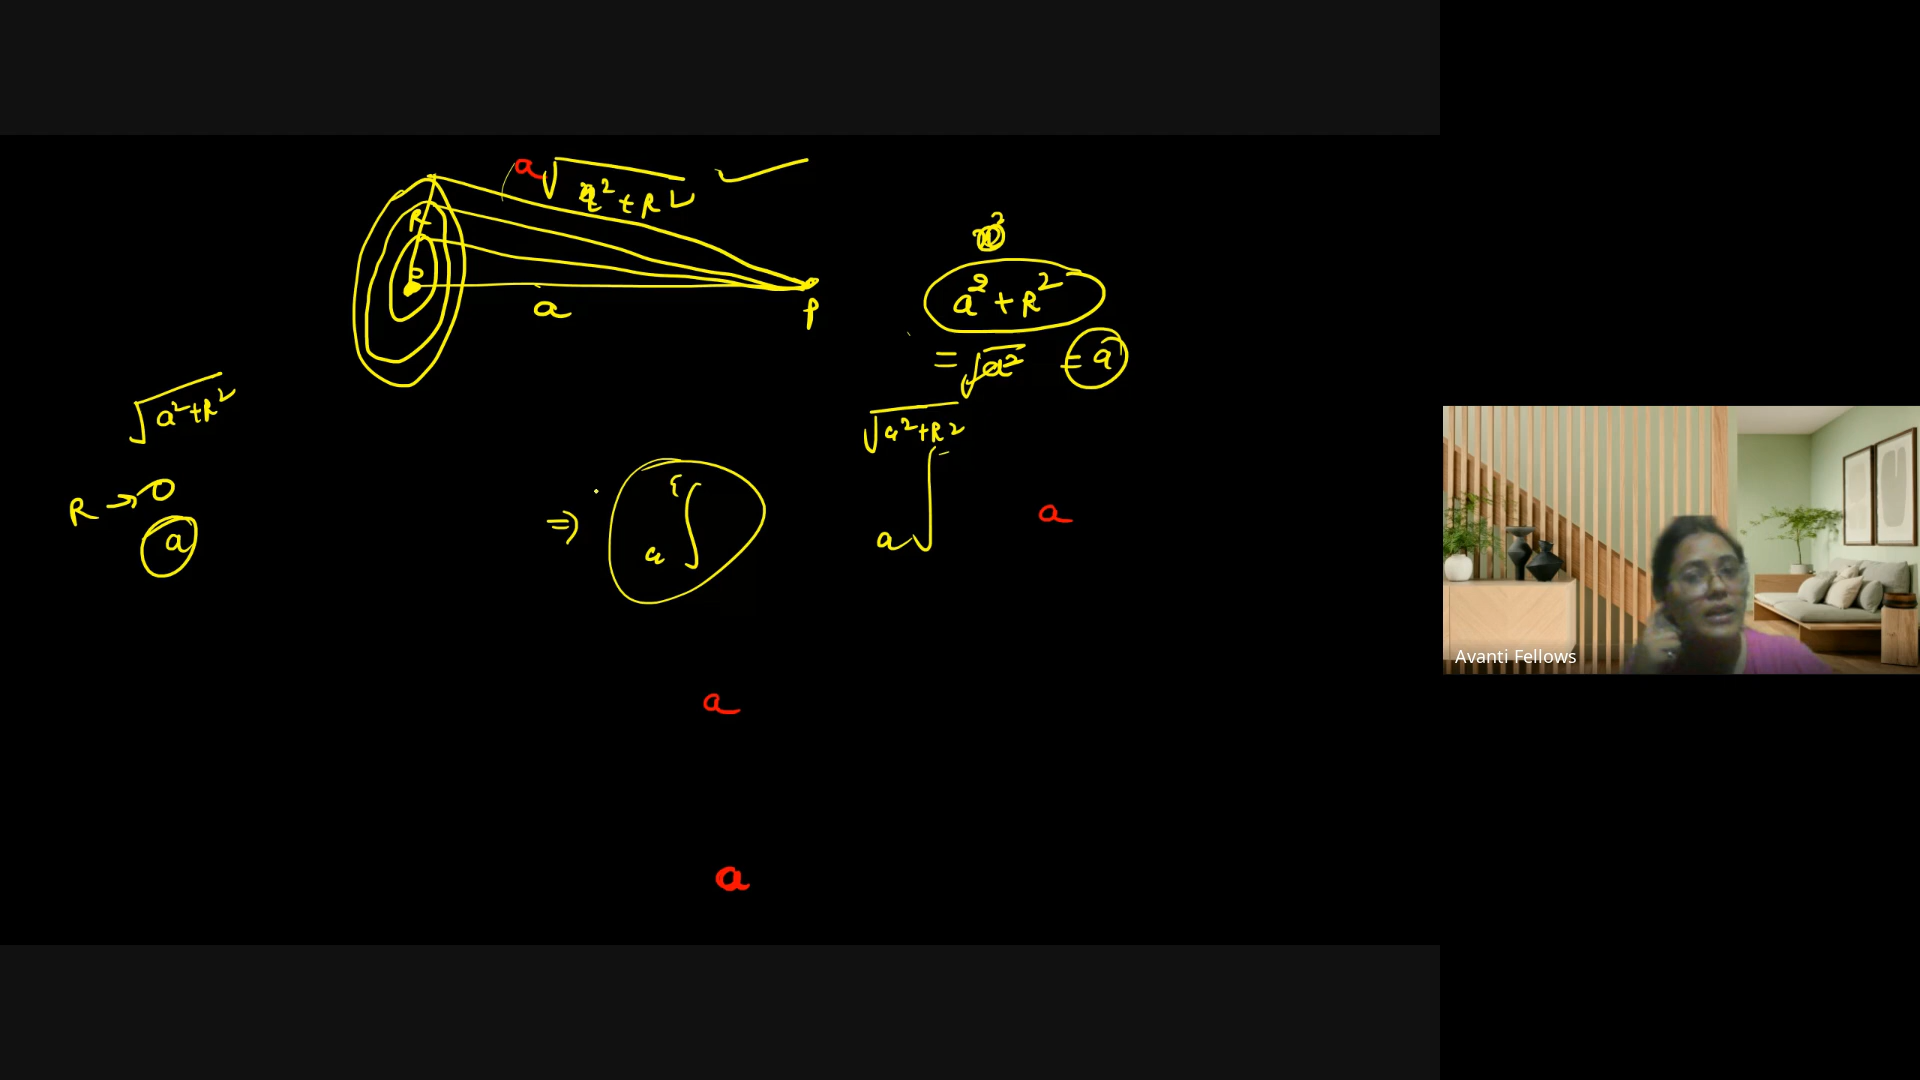 a √a²+R²
R
a
P
a²+R²
= √a² = a
√a²+R²
√a²+R²
a
R → 0
a
⇒ a ∫
a ∫
a
a
a
Avanti Fellows